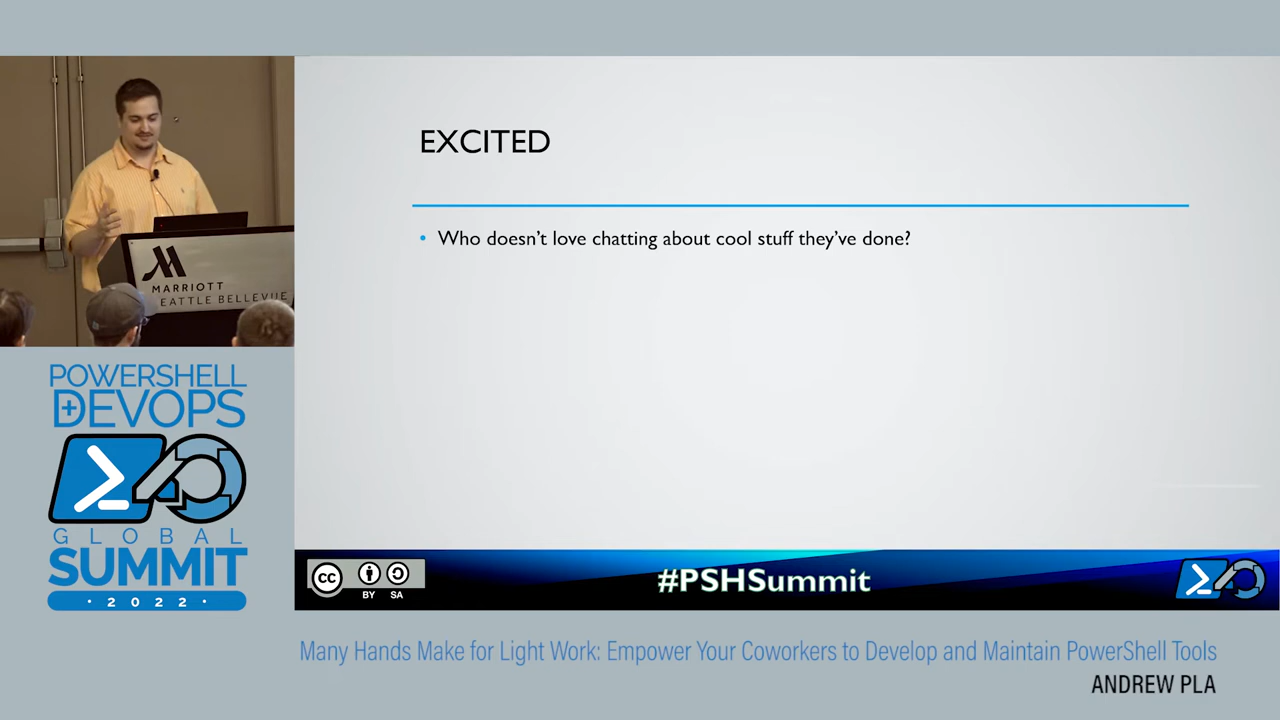 EXCITED
• Who doesn't love chatting about cool stuff they've done?
MARRIOTT
SEATTLE BELLEVUE
POWERSHELL
+DEVOPS
GLOBAL
SUMMIT
· 2022 ·
CC
BY SA
#PSHSummit
Many Hands Make for Light Work: Empower Your Coworkers to Develop and Maintain PowerShell Tools
ANDREW PLA